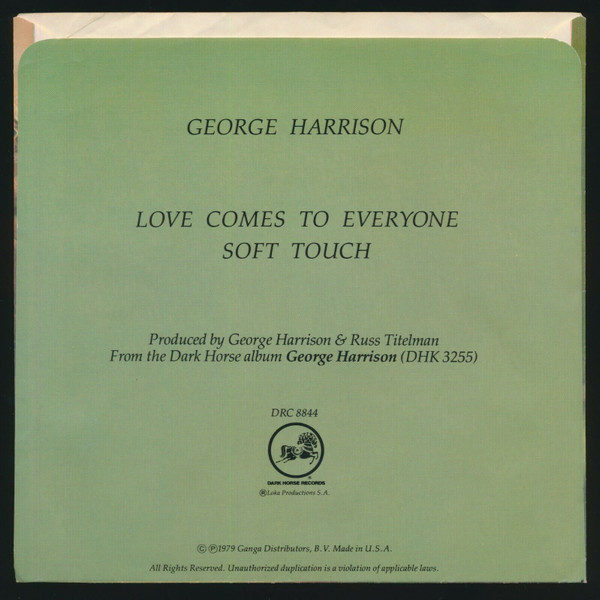 GEORGE HARRISON
LOVE COMES TO EVERYONE
SOFT TOUCH
Produced by George Harrison & Russ Titelman
From the Dark Horse album George Harrison (DHK 3255)
DRC 8844
DARK HORSE RECORDS
®Loka Productions S.A.
© ℗1979 Ganga Distributors, B.V. Made in U.S.A.
All Rights Reserved. Unauthorized duplication is a violation of applicable laws.